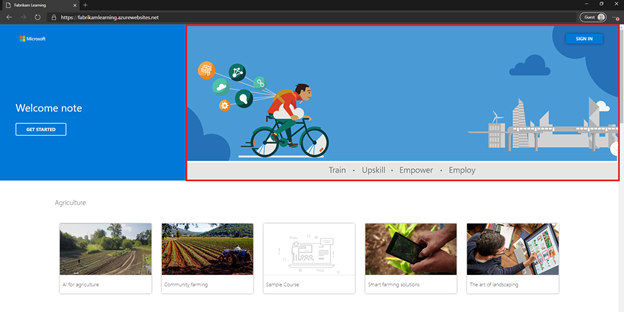 Fabrikam Learning
https://fabrikamlearning.azurewebsites.net
Guest
Microsoft
SIGN IN
Welcome note
GET STARTED
Train • Upskill • Empower • Employ
Agriculture
AI for agriculture
Community farming
Sample Course
Smart farming solutions
The art of landscaping